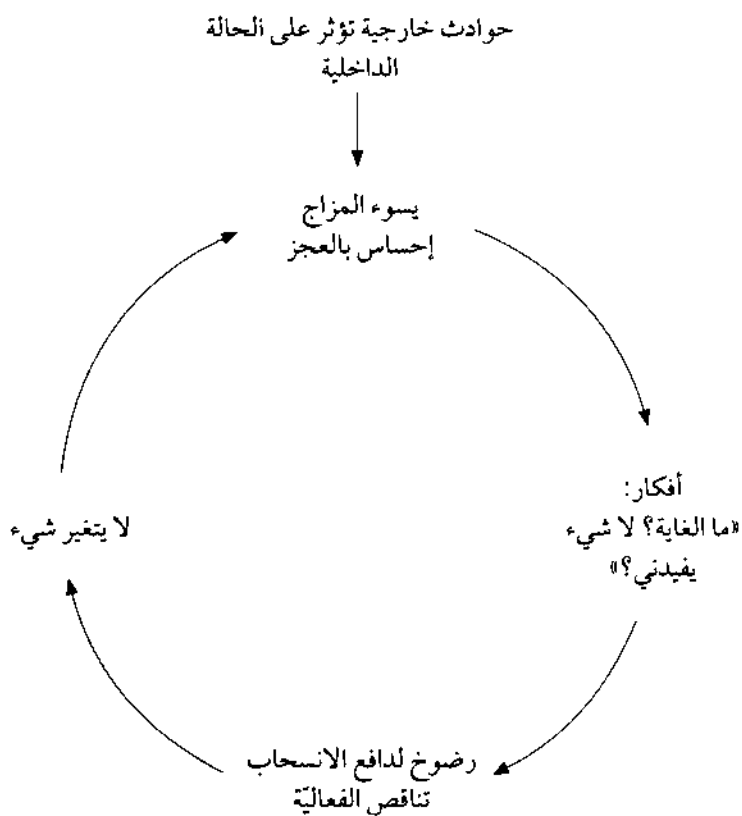 حوادث خارجية تؤثر على الحالة
الداخلية
يسوء المزاج
إحساس بالعجز
أفكار:
«ما الغاية؟ لا شيء
يفيدني؟»
رضوخ لدافع الانسحاب
تناقص الفعاليّة
لا يتغير شيء